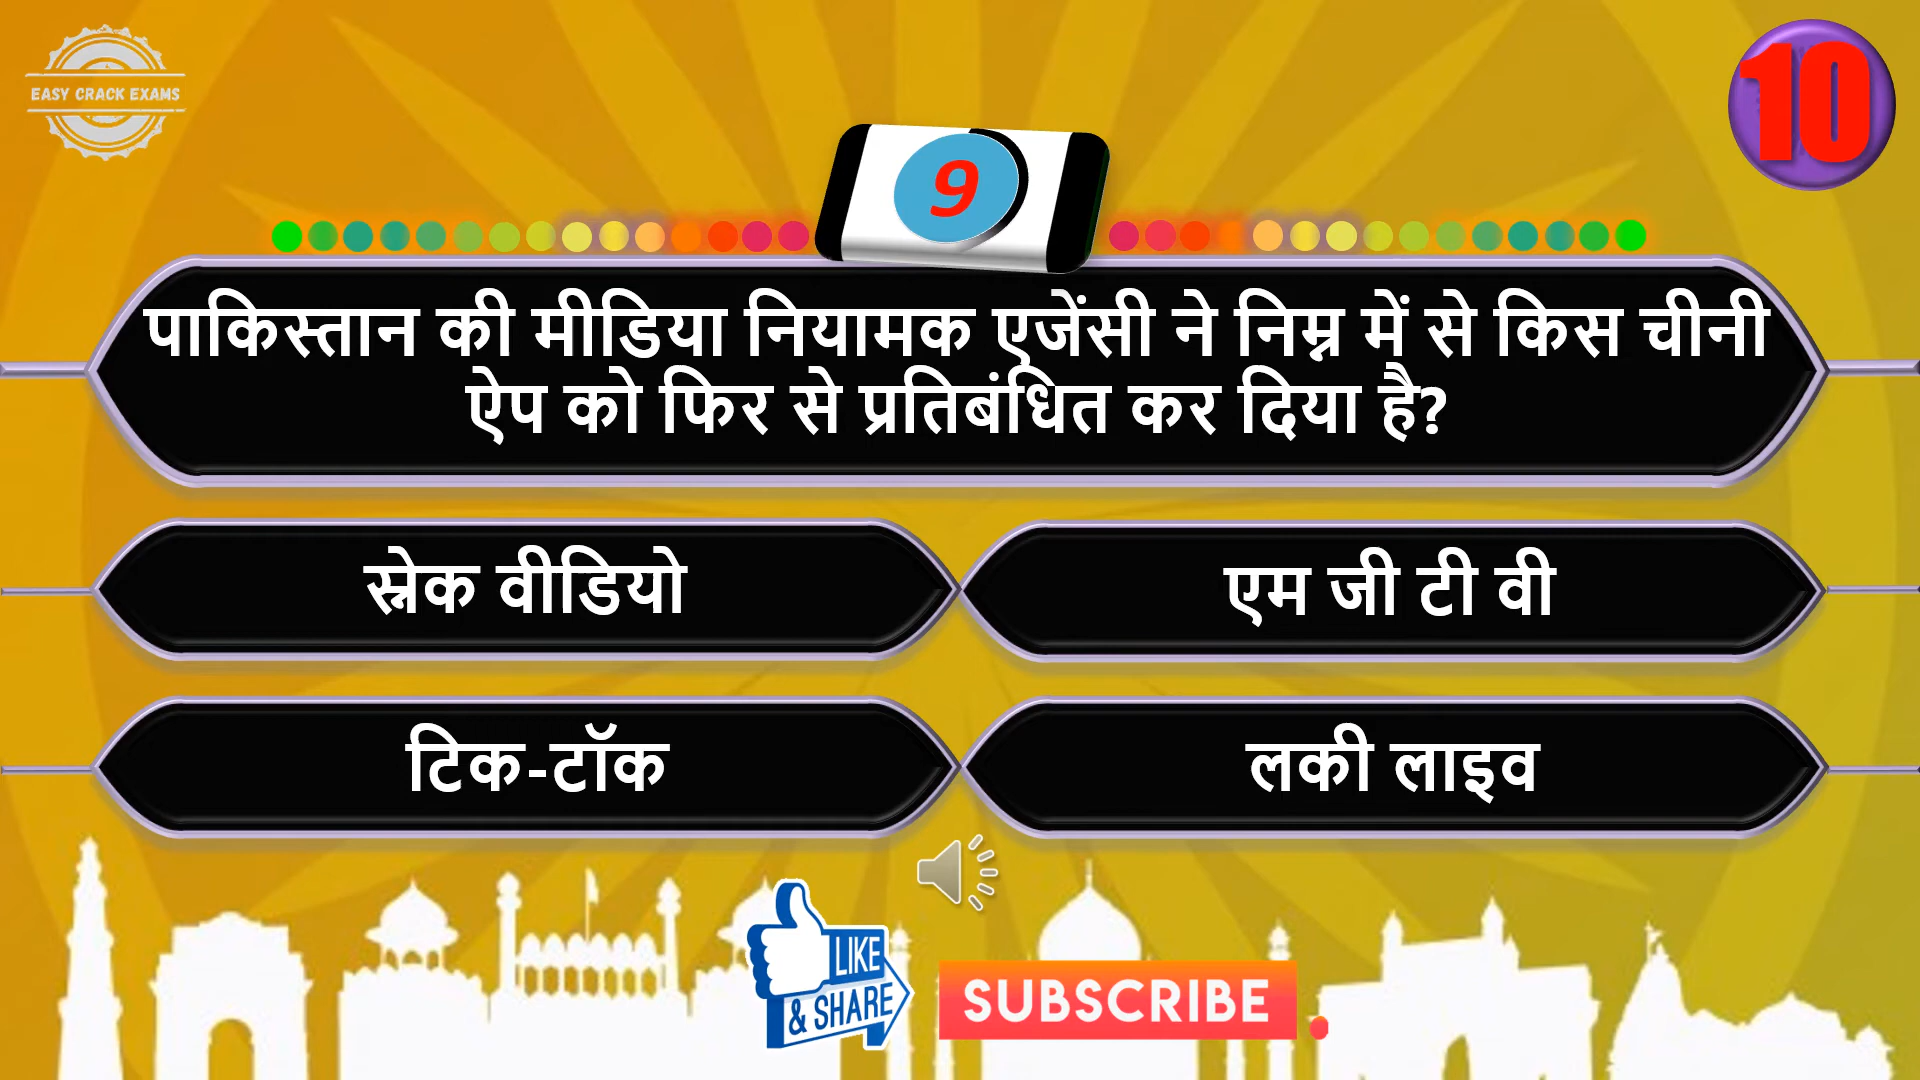 EASY CRACK EXAMS
10
9
पाकिस्तान की मीडिया नियामक एजेंसी ने निम्न में से किस चीनी
ऐप को फिर से प्रतिबंधित कर दिया है?
स्नेक वीडियो
एम जी टी वी
टिक-टॉक
लकी लाइव
LIKE
& SHARE
SUBSCRIBE